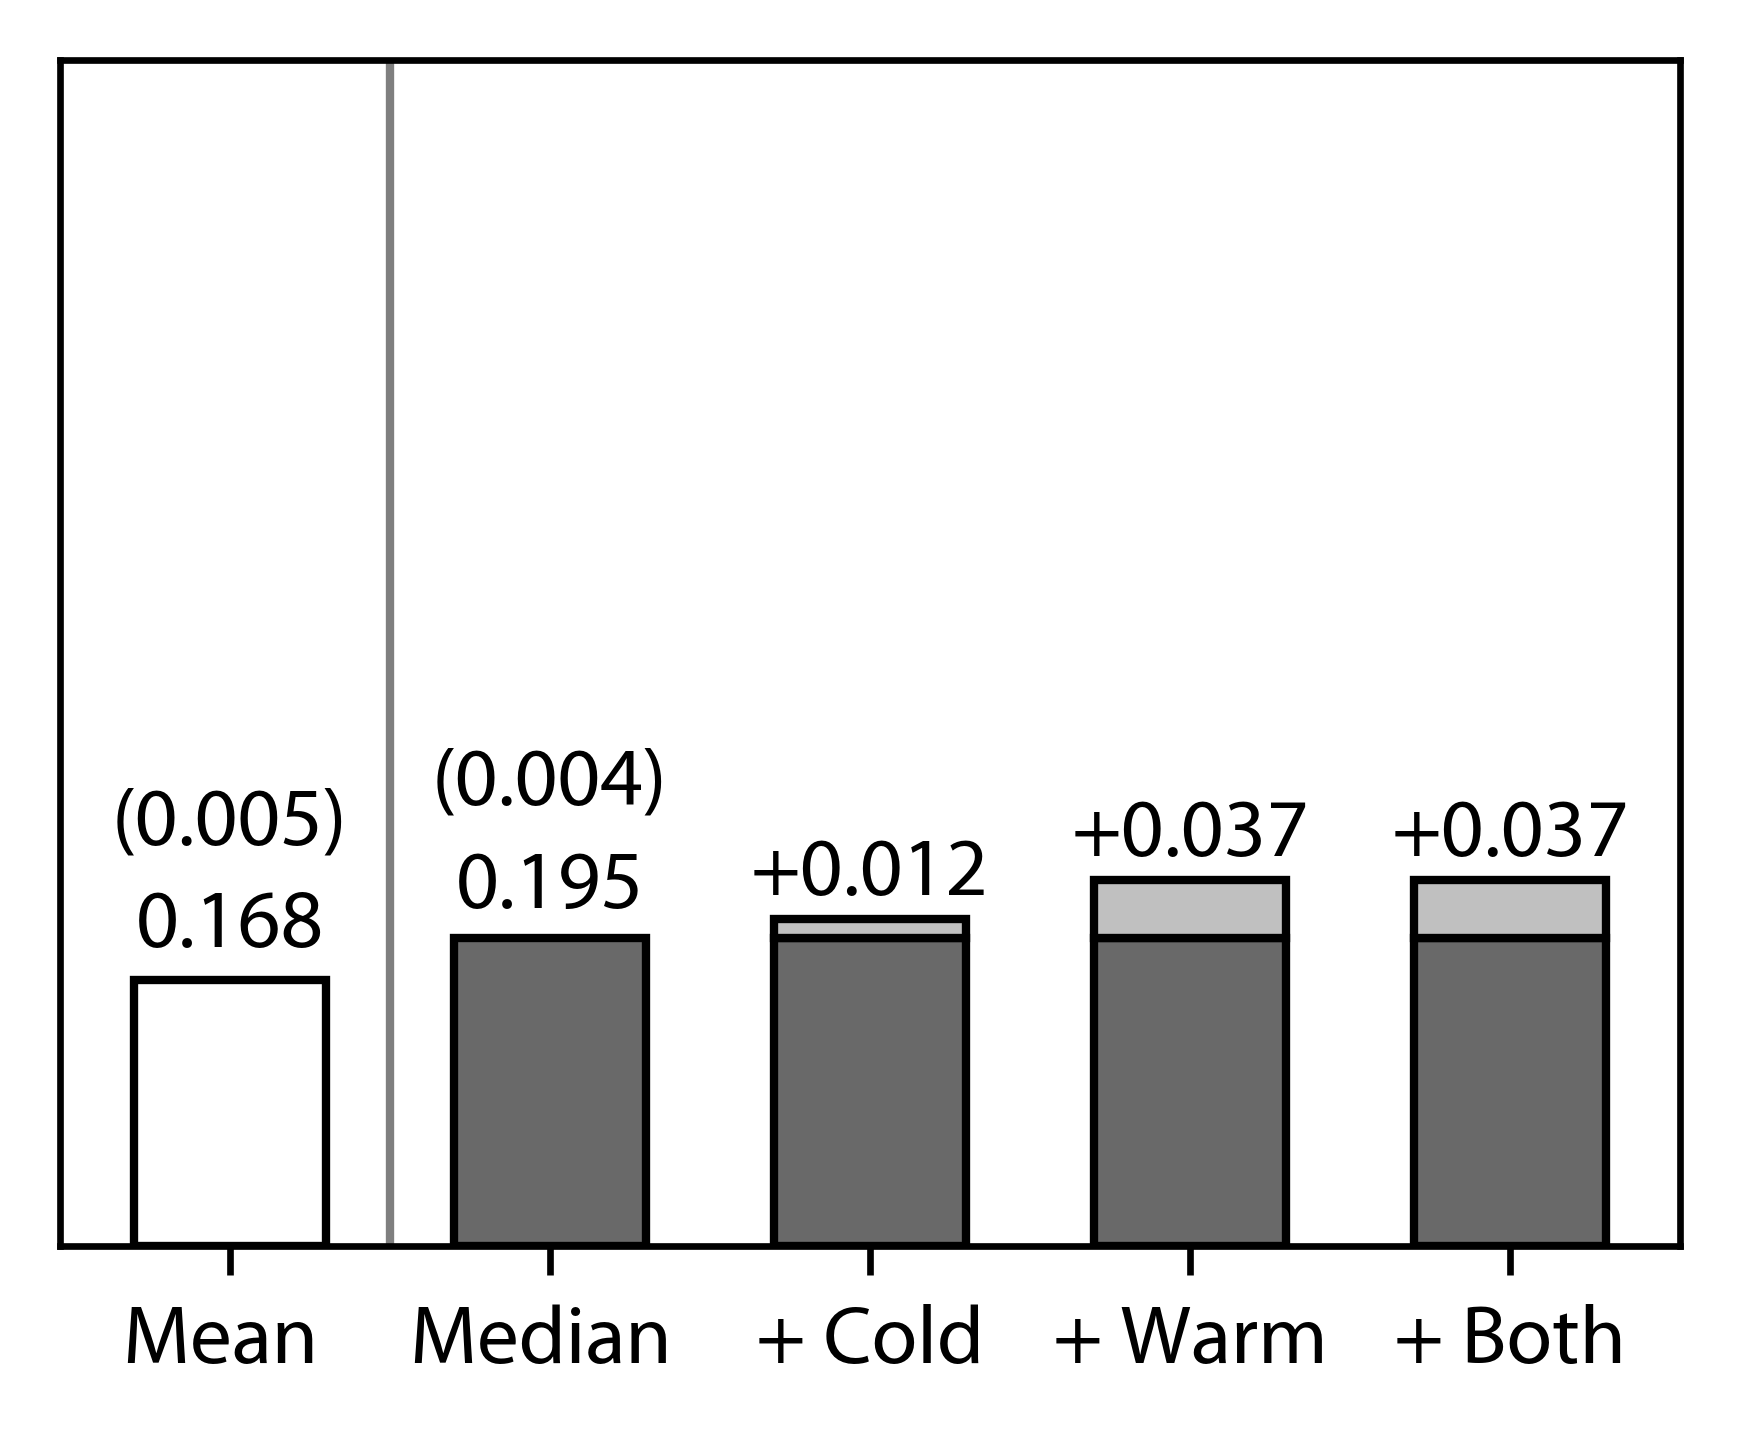 (0.005)
0.168
(0.004)
0.195
+0.012
+0.037
+0.037
Mean
Median
+ Cold
+ Warm
+ Both